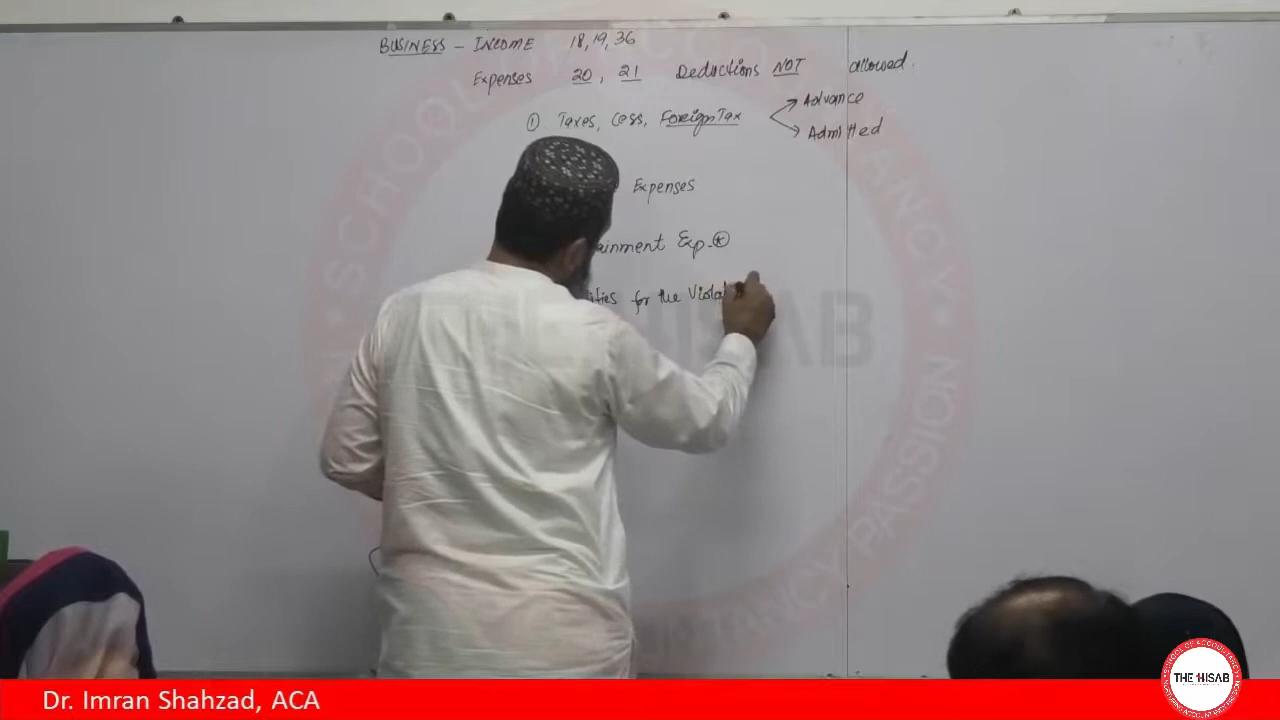 BUSINESS - INCOME 18, 19, 36
Expenses 20, 21 Deductions NOT allowed.
① Taxes, Cess, Foreign Tax
Advance
Admitted
Expenses
ainment Exp.
ities for the Viola
THE HISAB
Dr. Imran Shahzad, ACA